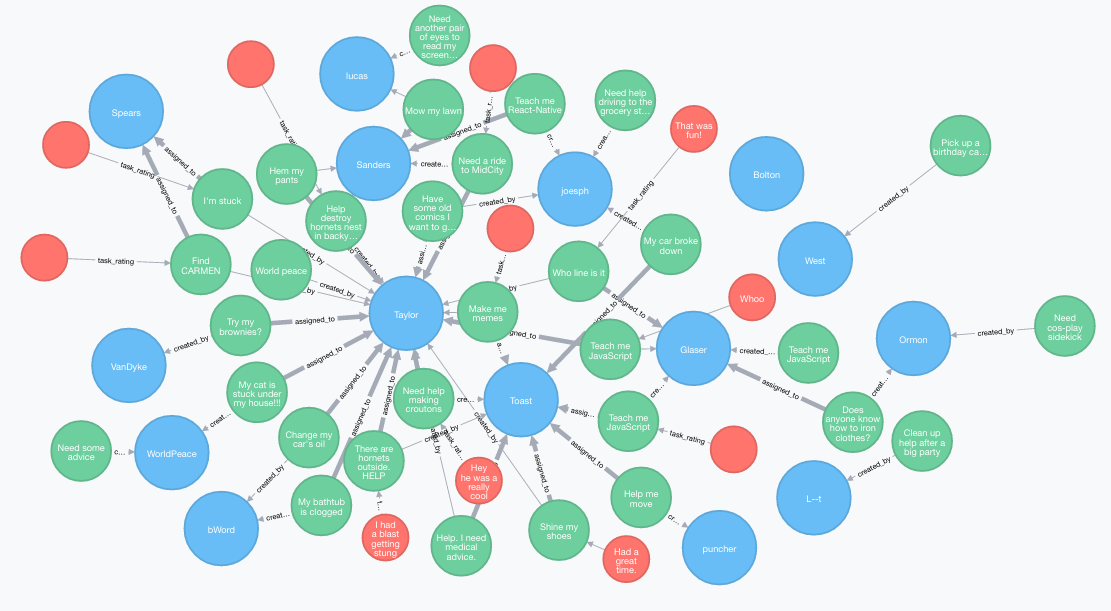 Need
another pair
of eyes to
read my
screen...
c...
lucas
Mow my lawn
task_r...
Teach me
React-Native
assigned_to
Need help
driving to the
grocery st...
crea...
cr...
That was
fun!
task_rating
Bolton
Pick up a
birthday ca...
created_by
West
Spears
assigned_to
task_rating
assigned_to
I'm stuck
Hem my
pants
Sanders
create...
Need a ride
to MidCity
joesph
created_by
created...
My car broke
down
Have
some old
comics I
want to g...
Help
destroy
hornets nest
in backy...
task_rating
Find
CARMEN
World peace
created_by
Who line is it
assigned_to
Whoo
task...
Make me
memes
Taylor
Try my
brownies?
assigned_to
created_by
VanDyke
Teach me
JavaScript
Glaser
created_...
Teach me
JavaScript
Ormon
created_by
Need
cos-play
sidekick
My cat is
stuck under
my house!!!
assigned_to
creat...
Need help
making
croutons
cre...
Toast
a...
assig...
Teach me
JavaScript
cre...
task_rating
assigned_to
Does
anyone know
how to iron
clothes?
creat...
Clean up
help after a
big party
created_by
L--t
Need some
advice
c...
WorldPeace
Change my
car's oil
assigned_to
created_by
There are
hornets
outside.
HELP
assigned_to
created_by
Hey
he was a
really
cool
assigned_to
assigned_to
Help me
move
cr...
puncher
bWord
creat...
My bathtub
is clogged
assigned_to
t...
I had
a blast
getting
stung
Help. I need
medical
advice.
Shine my
shoes
Had a
great
time.